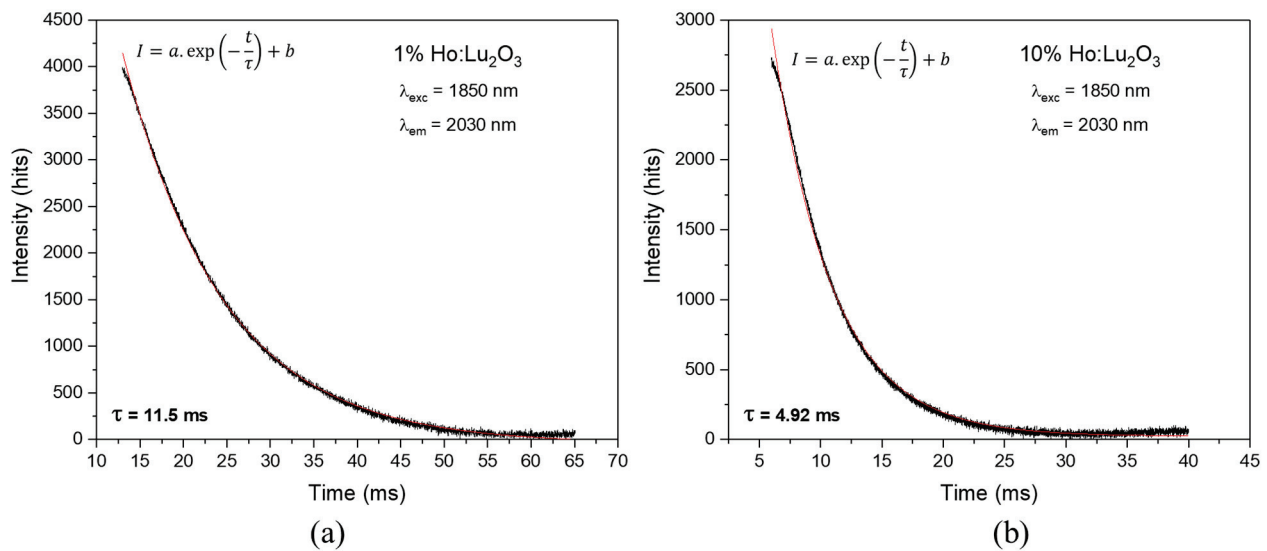 4500
4000
3500
3000
2500
2000
1500
1000
500
0
Intensity (hits)
I = a. exp(−t/τ) + b
1% Ho:Lu₂O₃
λexc = 1850 nm
λem = 2030 nm
τ = 11.5 ms
10 15 20 25 30 35 40 45 50 55 60 65 70
Time (ms)
(a)
3000
2500
2000
1500
1000
500
0
Intensity (hits)
I = a. exp(−t/τ) + b
10% Ho:Lu₂O₃
λexc = 1850 nm
λem = 2030 nm
τ = 4.92 ms
5 10 15 20 25 30 35 40 45
Time (ms)
(b)